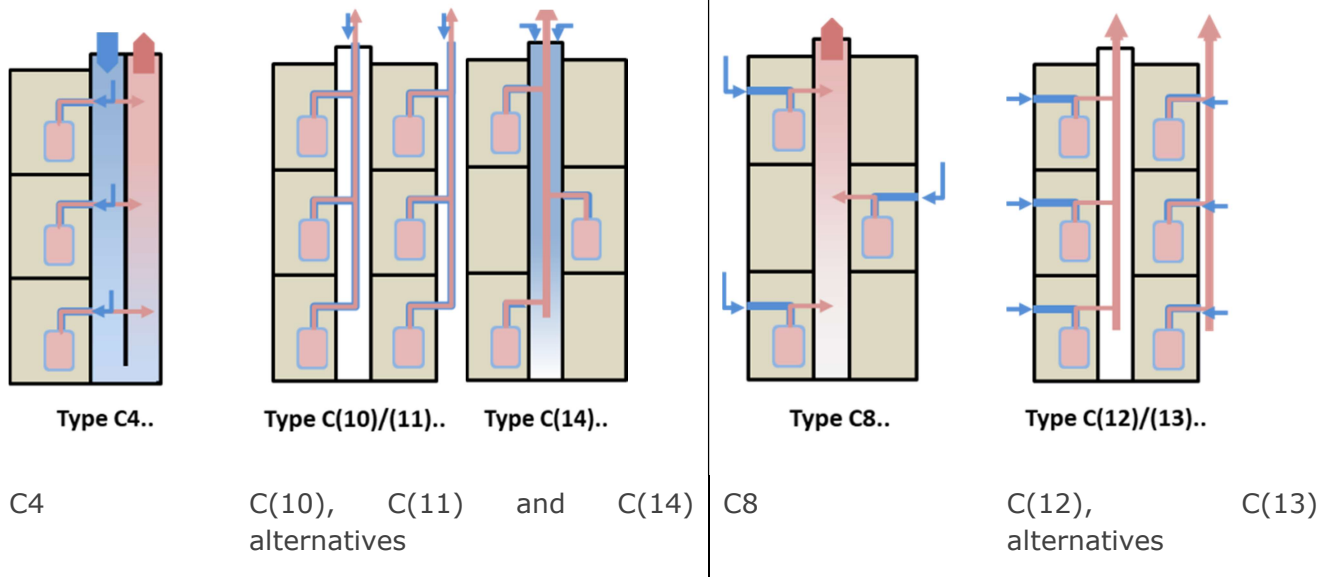 Type C4..
Type C(10)/(11)..
Type C(14)..
Type C8..
Type C(12)/(13)..
C4
C(10), C(11) and C(14)
alternatives
C8
C(12), C(13)
alternatives